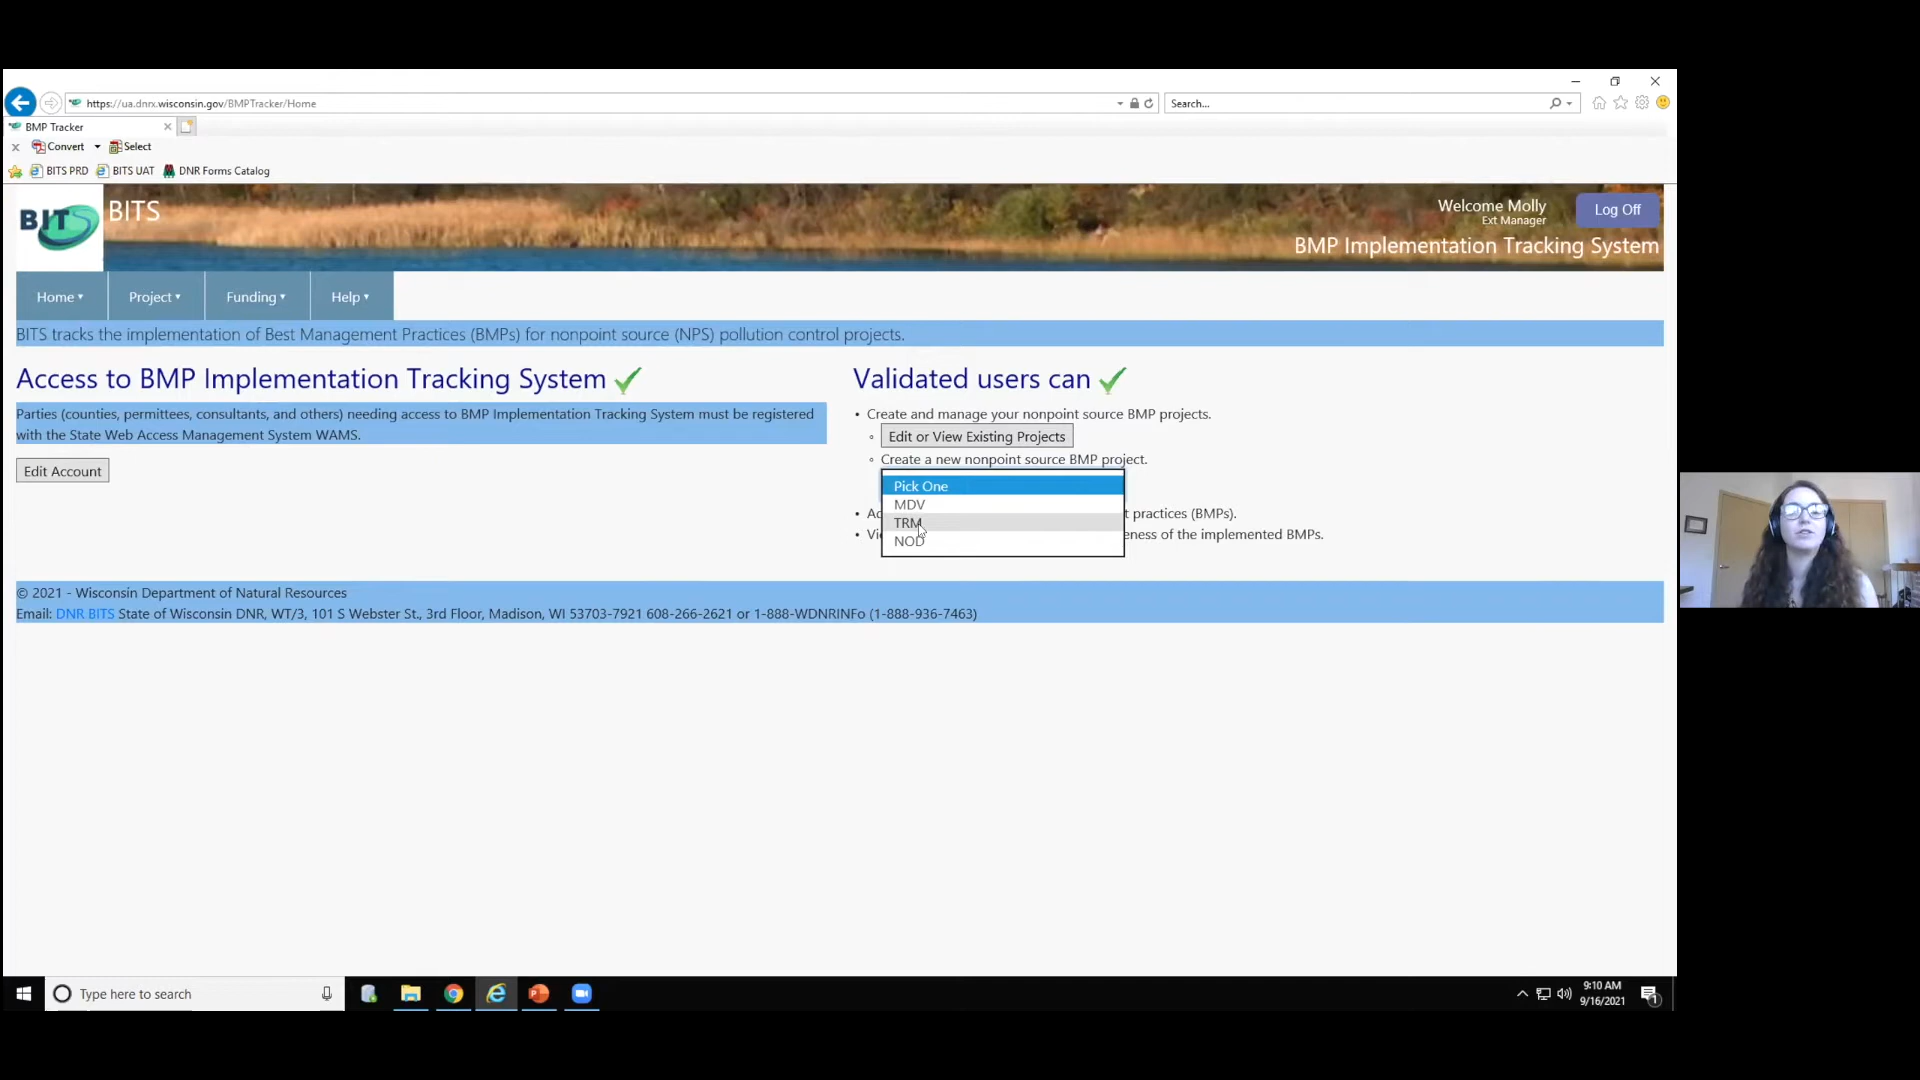 https://ua.dnrx.wisconsin.gov/BMPTracker/Home
Search...
BMP Tracker
Convert
Select
BITS PRD
BITS UAT
DNR Forms Catalog
BITS
BITS
Welcome Molly
Ext Manager
Log Off
BMP Implementation Tracking System
Home
Project
Funding
Help
BITS tracks the implementation of Best Management Practices (BMPs) for nonpoint source (NPS) pollution control projects.
Access to BMP Implementation Tracking System
Parties (counties, permittees, consultants, and others) needing access to BMP Implementation Tracking System must be registered
with the State Web Access Management System WAMS.
Edit Account
Validated users can
• Create and manage your nonpoint source BMP projects.
Edit or View Existing Projects
Create a new nonpoint source BMP project.
Pick One
MDV
TRM
NOD
t practices (BMPs).
eness of the implemented BMPs.
© 2021 - Wisconsin Department of Natural Resources
Email: DNR BITS State of Wisconsin DNR, WT/3, 101 S Webster St., 3rd Floor, Madison, WI 53703-7921 608-266-2621 or 1-888-WDNRINFo (1-888-936-7463)
Type here to search
9:10 AM
9/16/2021
1